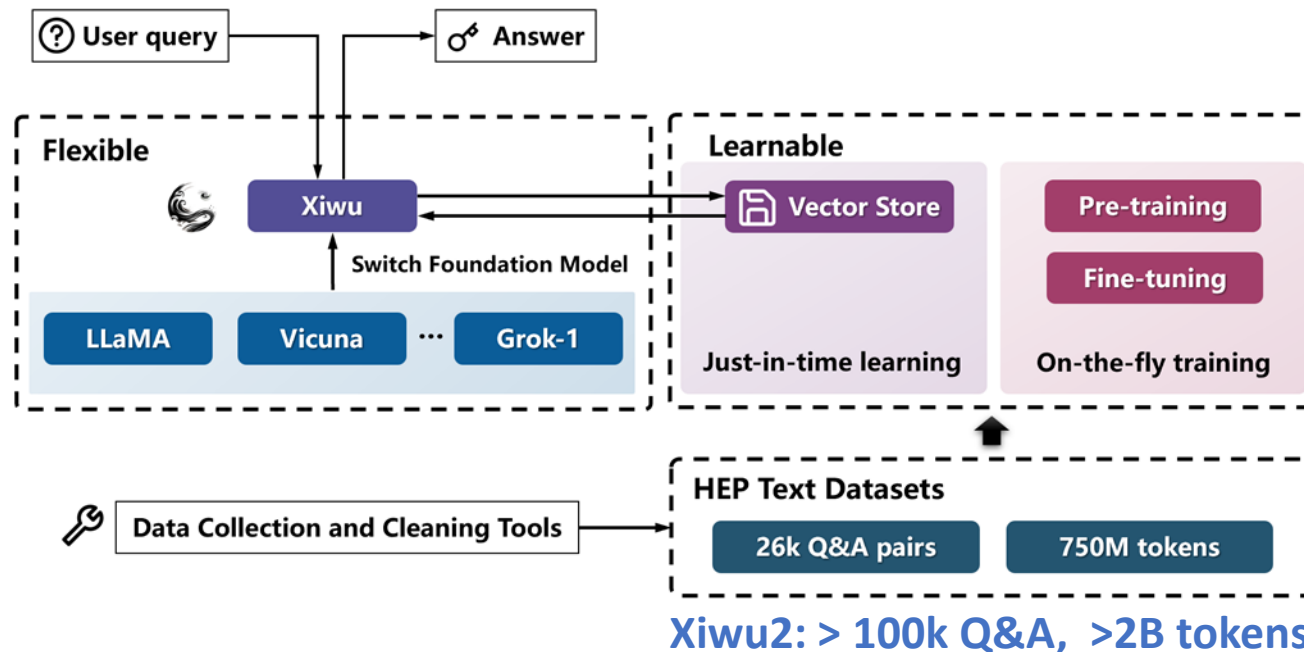 User query
Answer
Flexible
Xiwu
Switch Foundation Model
LLaMA
Vicuna
...
Grok-1
Learnable
Vector Store
Just-in-time learning
Pre-training
Fine-tuning
On-the-fly training
Data Collection and Cleaning Tools
HEP Text Datasets
26k Q&A pairs
750M tokens
Xiwu2: > 100k Q&A, >2B tokens